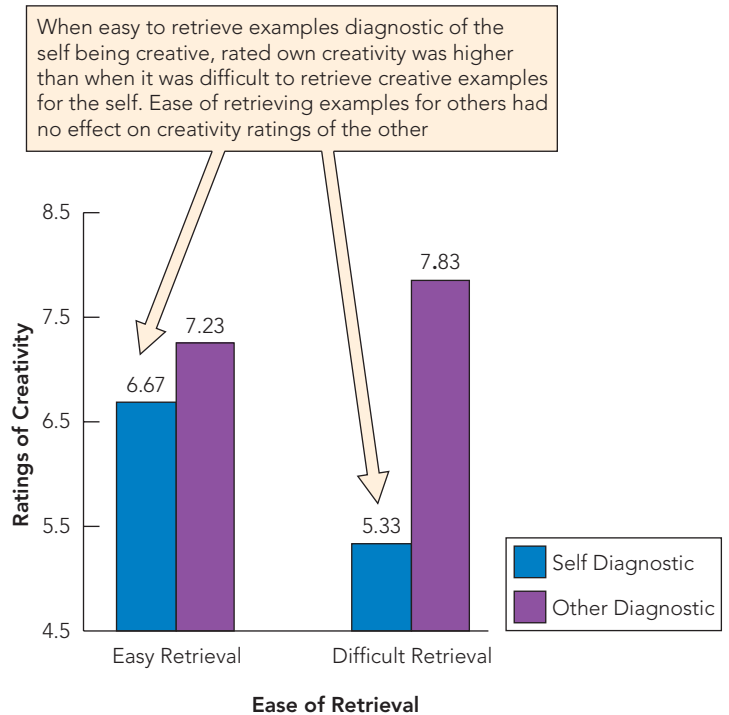 When easy to retrieve examples diagnostic of the
self being creative, rated own creativity was higher
than when it was difficult to retrieve creative examples
for the self. Ease of retrieving examples for others had
no effect on creativity ratings of the other
8.5
7.83
7.5
7.23
6.67
6.5
5.5
5.33
4.5
Ratings of Creativity
Self Diagnostic
Other Diagnostic
Easy Retrieval
Difficult Retrieval
Ease of Retrieval